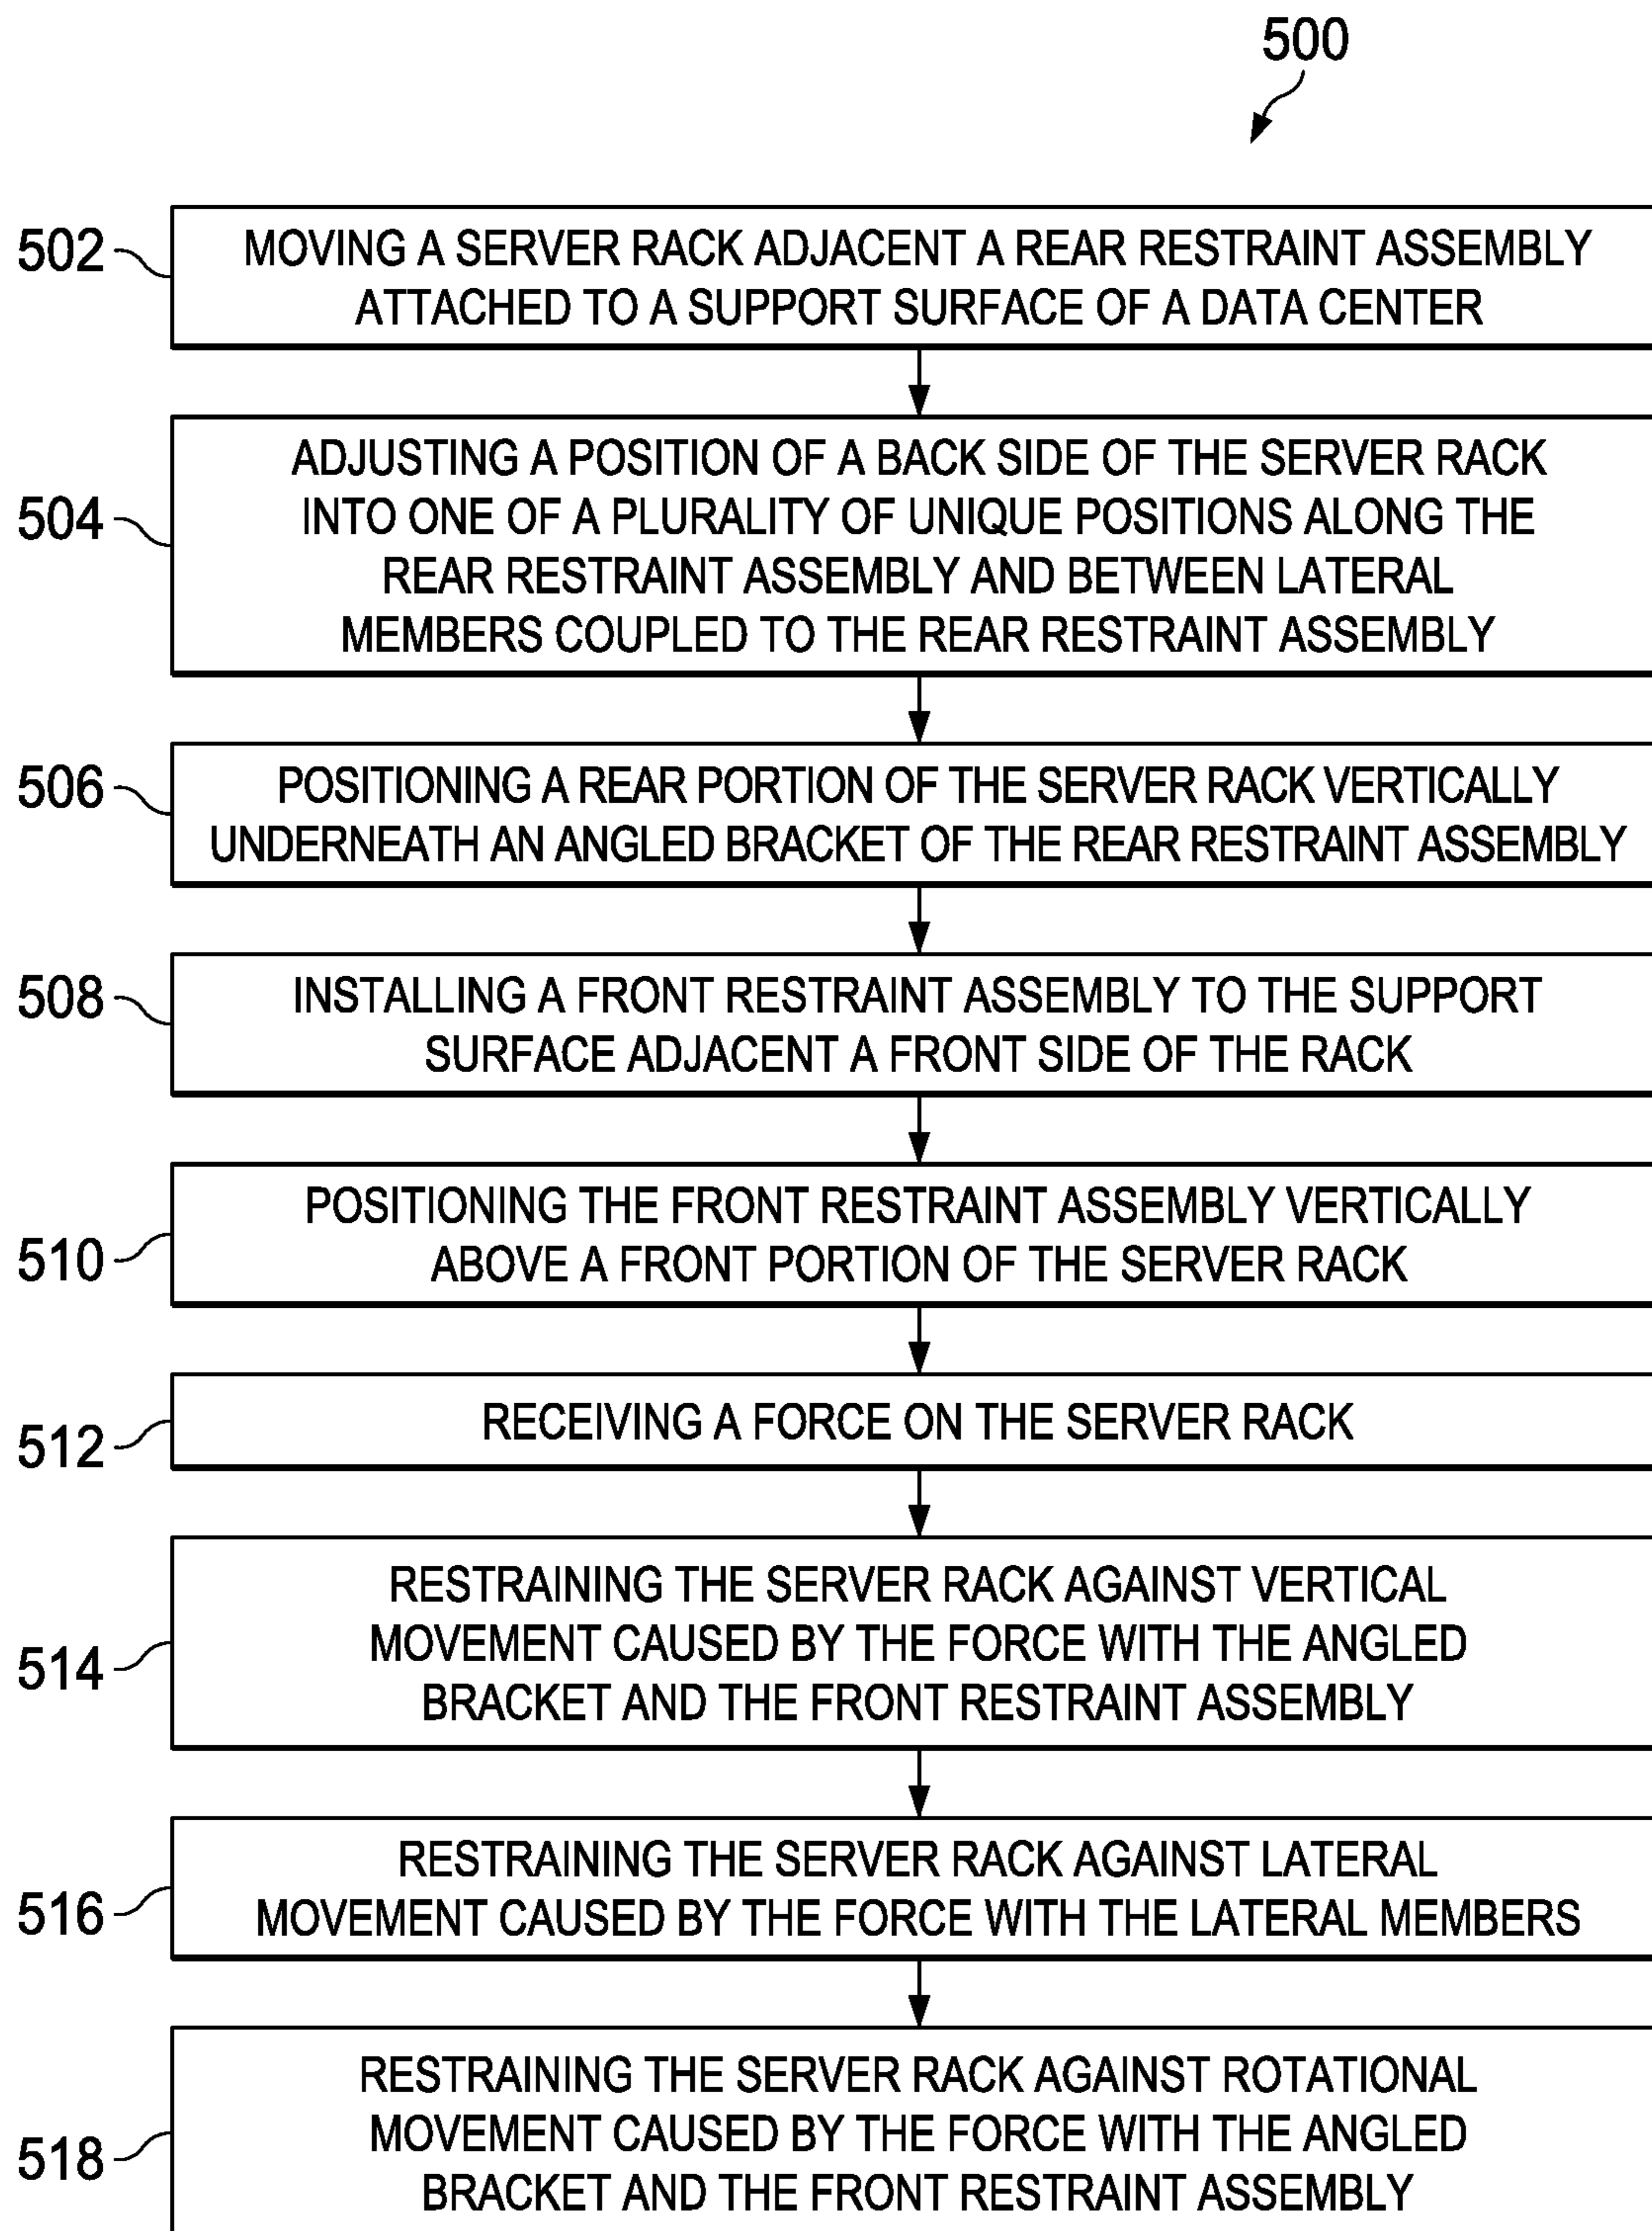 500
502
MOVING A SERVER RACK ADJACENT A REAR RESTRAINT ASSEMBLY
ATTACHED TO A SUPPORT SURFACE OF A DATA CENTER
504
ADJUSTING A POSITION OF A BACK SIDE OF THE SERVER RACK
INTO ONE OF A PLURALITY OF UNIQUE POSITIONS ALONG THE
REAR RESTRAINT ASSEMBLY AND BETWEEN LATERAL
MEMBERS COUPLED TO THE REAR RESTRAINT ASSEMBLY
506
POSITIONING A REAR PORTION OF THE SERVER RACK VERTICALLY
UNDERNEATH AN ANGLED BRACKET OF THE REAR RESTRAINT ASSEMBLY
508
INSTALLING A FRONT RESTRAINT ASSEMBLY TO THE SUPPORT
SURFACE ADJACENT A FRONT SIDE OF THE RACK
510
POSITIONING THE FRONT RESTRAINT ASSEMBLY VERTICALLY
ABOVE A FRONT PORTION OF THE SERVER RACK
512
RECEIVING A FORCE ON THE SERVER RACK
514
RESTRAINING THE SERVER RACK AGAINST VERTICAL
MOVEMENT CAUSED BY THE FORCE WITH THE ANGLED
BRACKET AND THE FRONT RESTRAINT ASSEMBLY
516
RESTRAINING THE SERVER RACK AGAINST LATERAL
MOVEMENT CAUSED BY THE FORCE WITH THE LATERAL MEMBERS
518
RESTRAINING THE SERVER RACK AGAINST ROTATIONAL
MOVEMENT CAUSED BY THE FORCE WITH THE ANGLED
BRACKET AND THE FRONT RESTRAINT ASSEMBLY